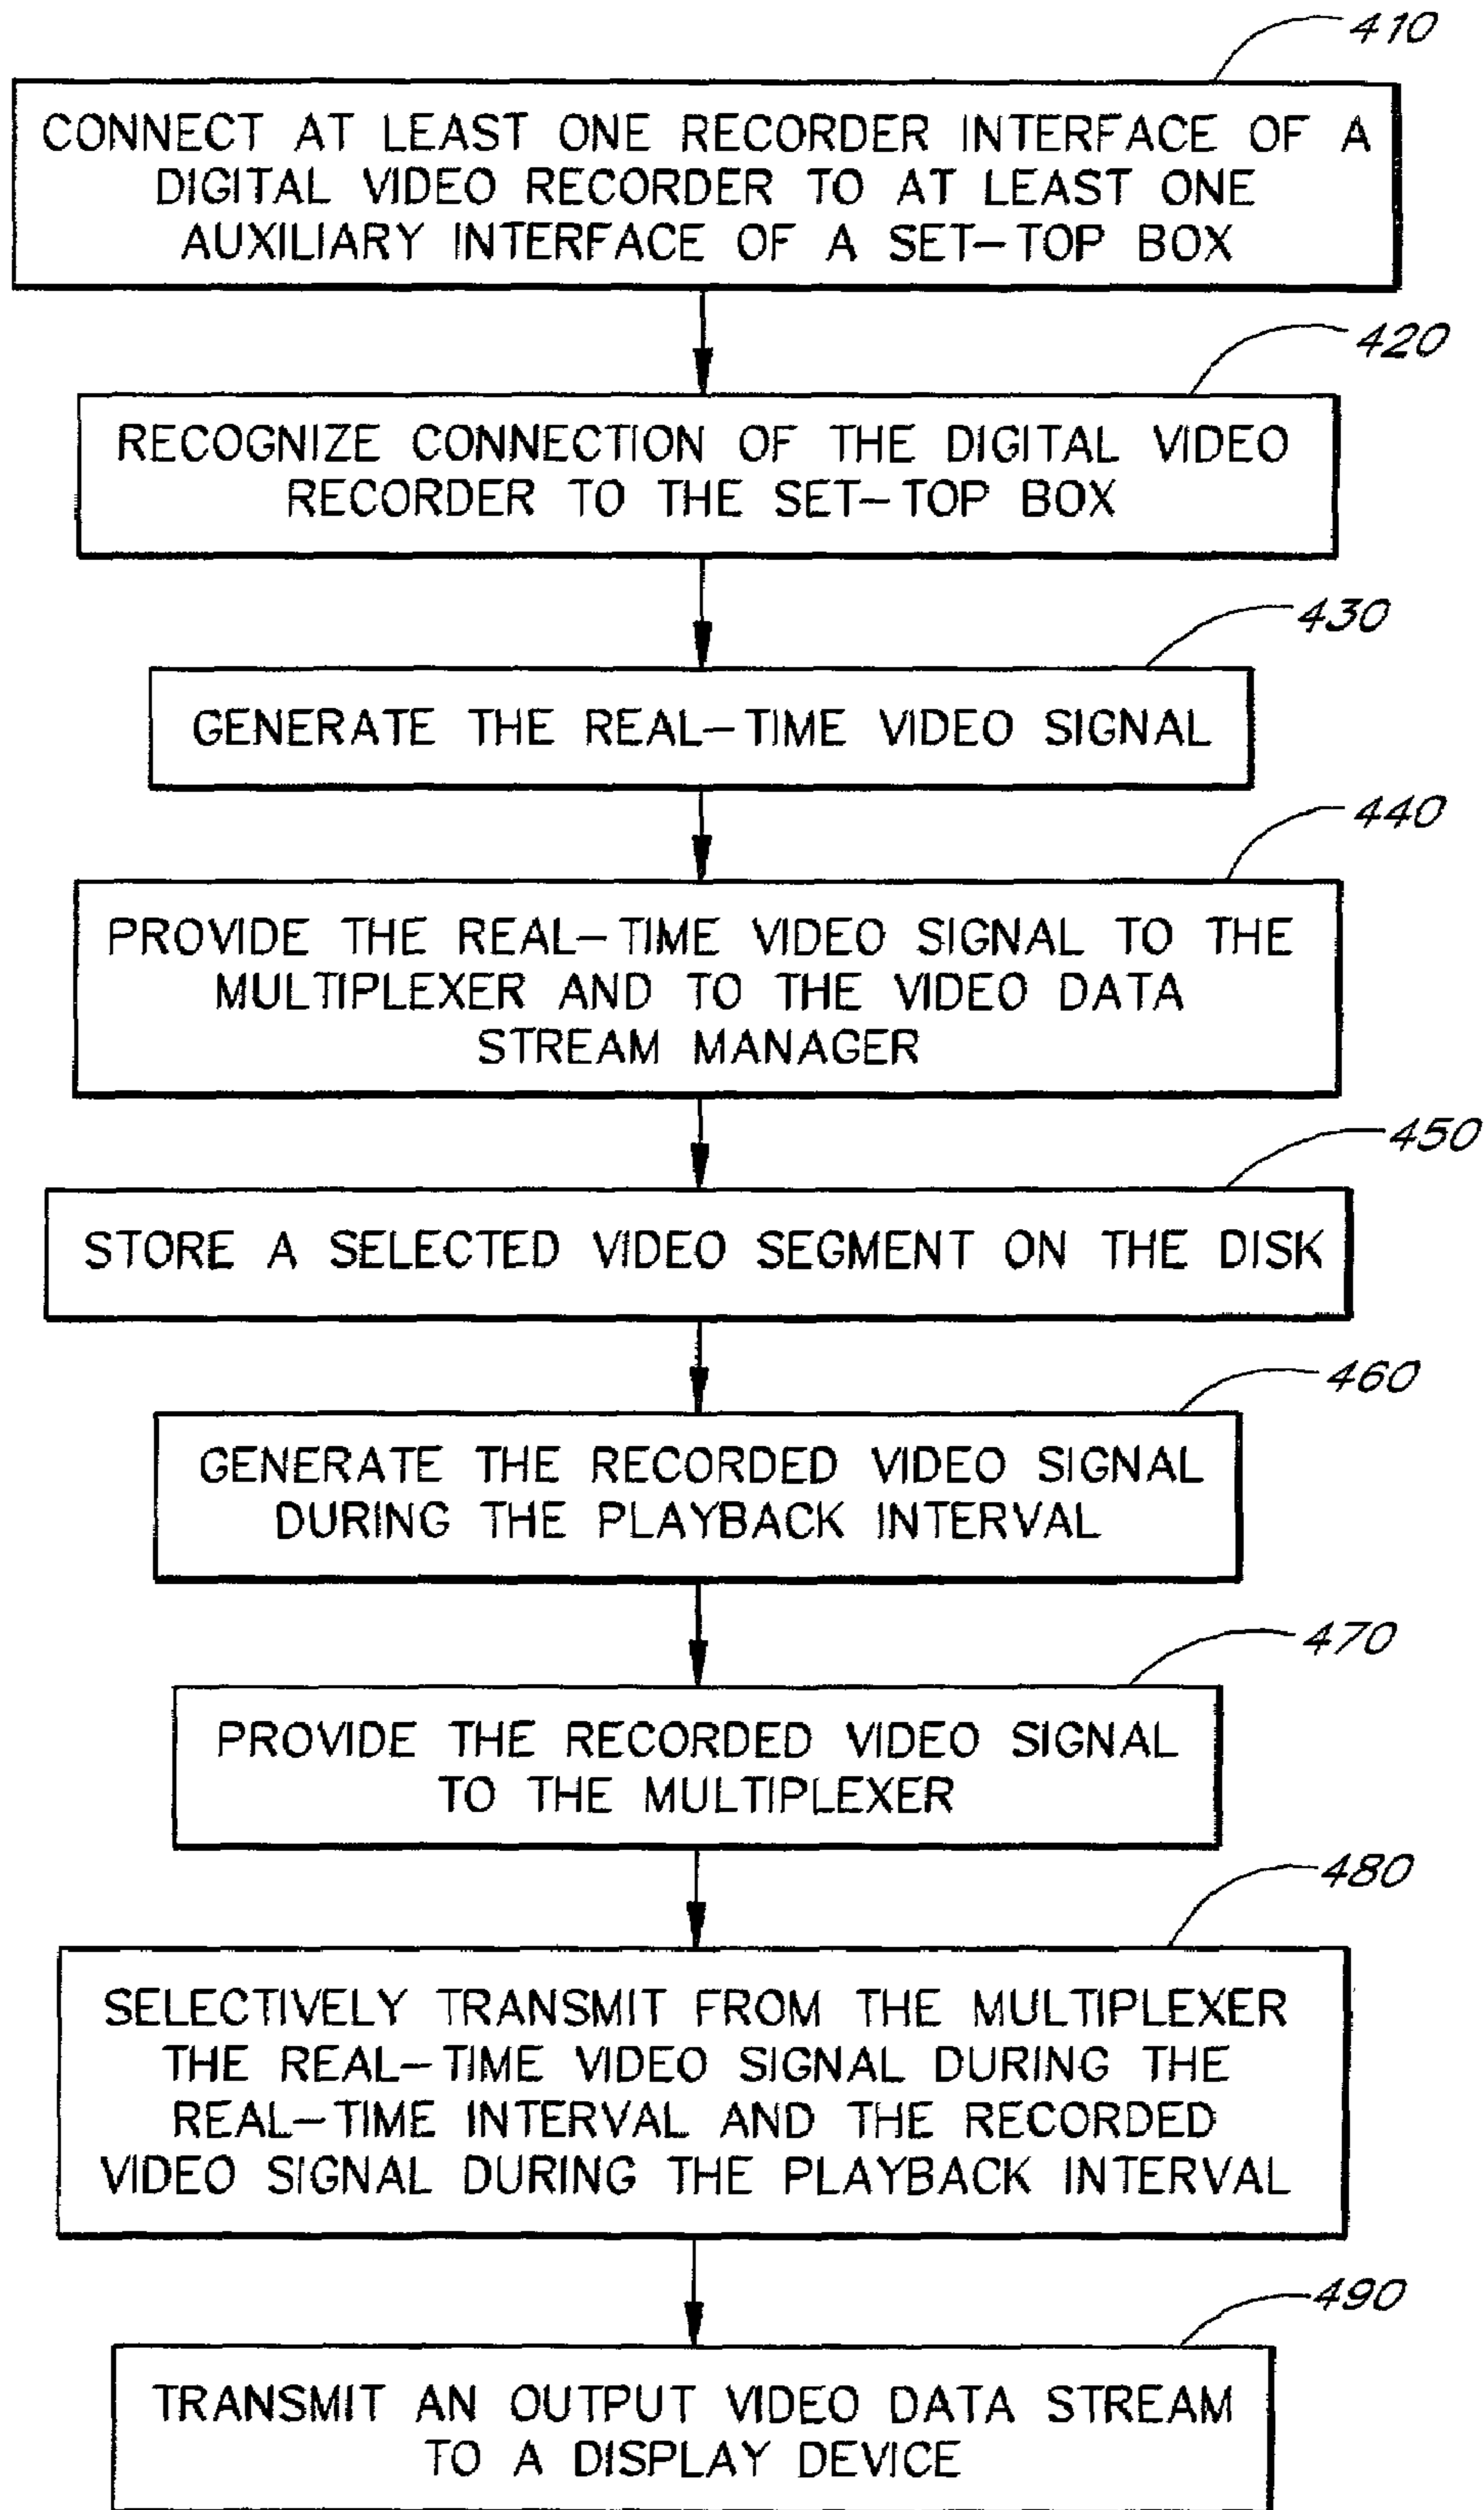 410
CONNECT AT LEAST ONE RECORDER INTERFACE OF A
DIGITAL VIDEO RECORDER TO AT LEAST ONE
AUXILIARY INTERFACE OF A SET-TOP BOX
420
RECOGNIZE CONNECTION OF THE DIGITAL VIDEO
RECORDER TO THE SET-TOP BOX
430
GENERATE THE REAL-TIME VIDEO SIGNAL
440
PROVIDE THE REAL-TIME VIDEO SIGNAL TO THE
MULTIPLEXER AND TO THE VIDEO DATA
STREAM MANAGER
450
STORE A SELECTED VIDEO SEGMENT ON THE DISK
460
GENERATE THE RECORDED VIDEO SIGNAL
DURING THE PLAYBACK INTERVAL
470
PROVIDE THE RECORDED VIDEO SIGNAL
TO THE MULTIPLEXER
480
SELECTIVELY TRANSMIT FROM THE MULTIPLEXER
THE REAL-TIME VIDEO SIGNAL DURING THE
REAL-TIME INTERVAL AND THE RECORDED
VIDEO SIGNAL DURING THE PLAYBACK INTERVAL
490
TRANSMIT AN OUTPUT VIDEO DATA STREAM
TO A DISPLAY DEVICE